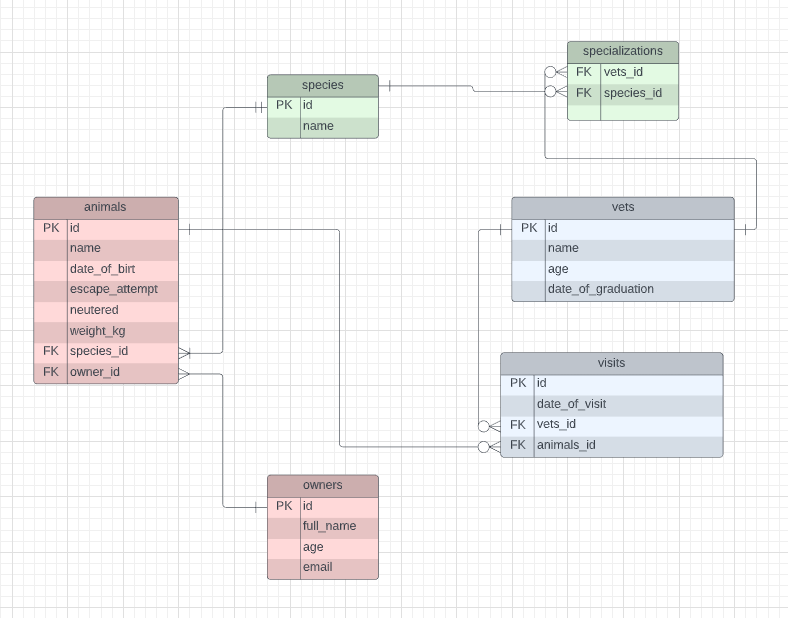 specializations
FK vets_id
FK species_id
species
PK id
name
animals
PK id
name
date_of_birt
escape_attempt
neutered
weight_kg
FK species_id
FK owner_id
vets
PK id
name
age
date_of_graduation
visits
PK id
date_of_visit
FK vets_id
FK animals_id
owners
PK id
full_name
age
email